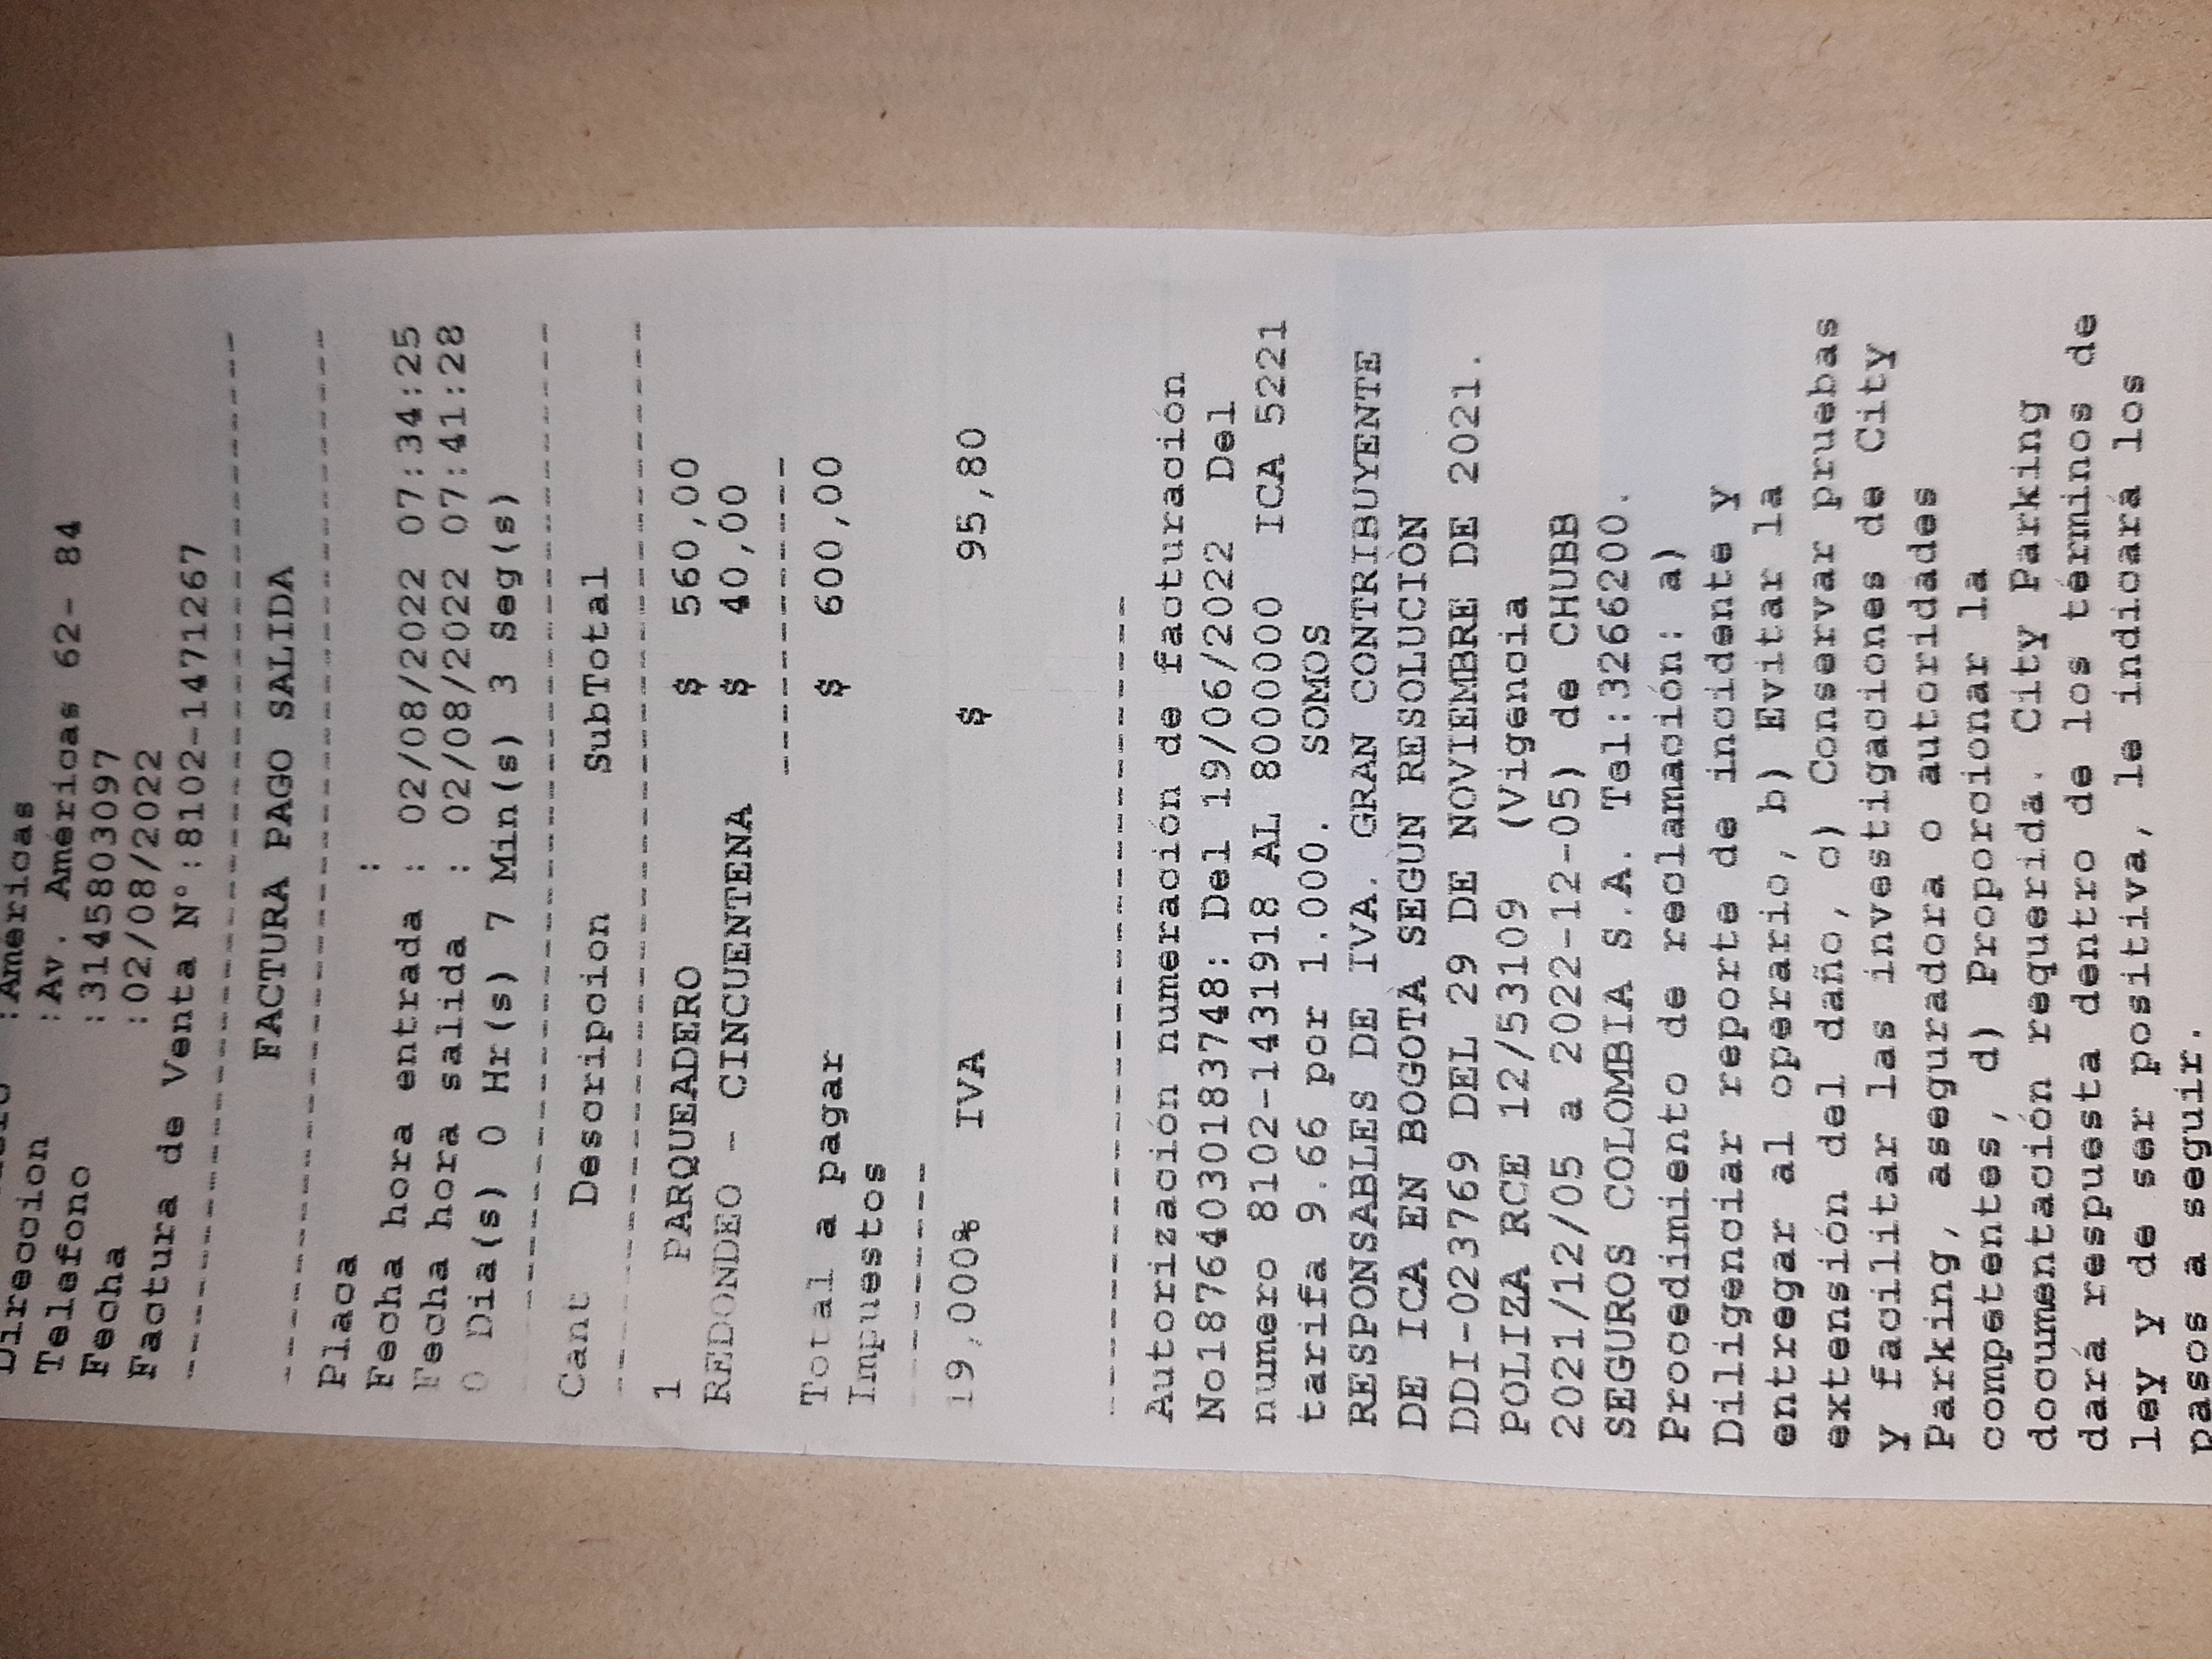 :Américas
Direccion :Av. Américas 62- 84
Telefono :3145803097
Fecha :02/08/2022
Factura de Venta N°:8102-1471267
------------------------------------------
FACTURA PAGO SALIDA
------------------------------------------
Placa :
Fecha hora entrada : 02/08/2022 07:34:25
Fecha hora salida : 02/08/2022 07:41:28
0 Dia(s) 0 Hr(s) 7 Min(s) 3 Seg(s)
------------------------------------------
Cant Descripcion SubTotal
------------------------------------------
1 PARQUEADERO $ 560,00
REDONDEO - CINCUENTENA $ 40,00
------------
Total a pagar $ 600,00
Impuestos
----------
19,000% IVA $ 95,80
------------------------------
Autorización numeración de facturación
No18764030183748: Del 19/06/2022 Del
numero 8102-1431918 AL 8000000 ICA 5221
tarifa 9.66 por 1.000. SOMOS
RESPONSABLES DE IVA. GRAN CONTRIBUYENTE
DE ICA EN BOGOTÁ SEGÚN RESOLUCIÓN
DDI-023769 DEL 29 DE NOVIEMBRE DE 2021.
POLIZA RCE 12/53109 (Vigencia
2021/12/05 a 2022-12-05) de CHUBB
SEGUROS COLOMBIA S.A. Tel:3266200.
Procedimiento de reclamación: a)
Diligenciar reporte de incidente y
entregar al operario, b) Evitar la
extensión del daño, c) Conservar pruebas
y facilitar las investigaciones de City
Parking, aseguradora o autoridades
competentes, d) Proporcionar la
documentación requerida. City Parking
dará respuesta dentro de los términos de
ley y de ser positiva, le indicará los
pasos a seguir.